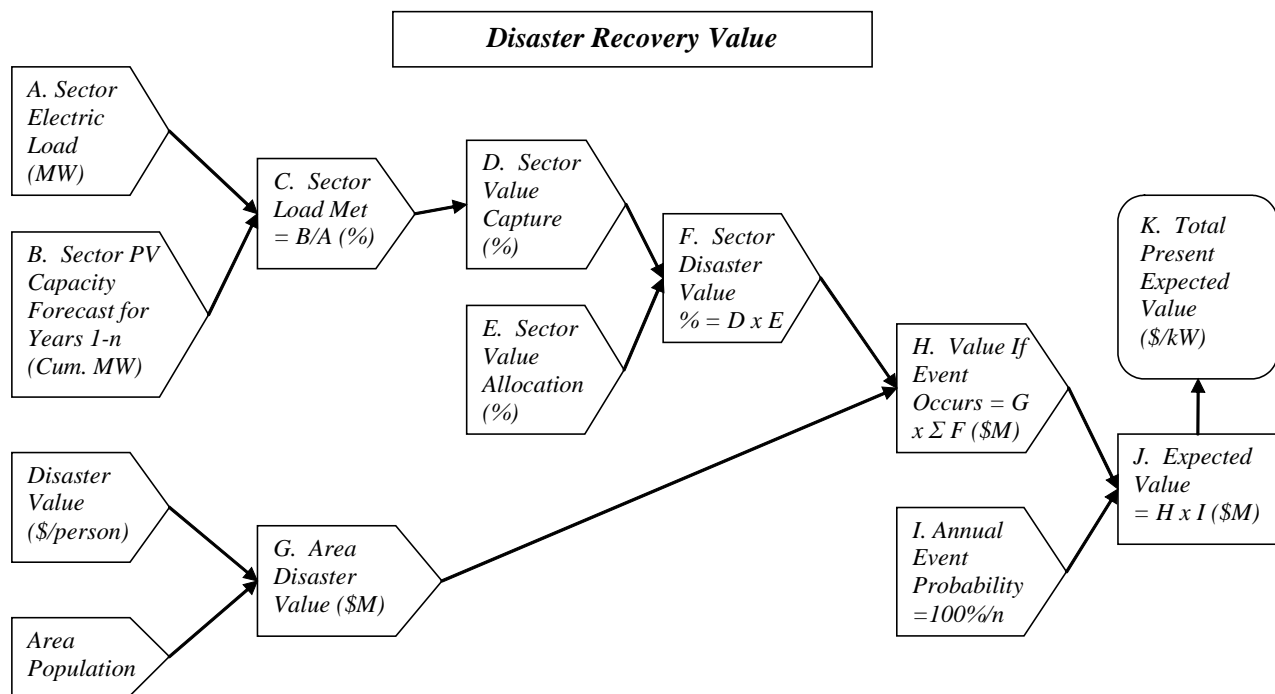 Disaster Recovery Value
A. Sector
Electric
Load
(MW)
B. Sector PV
Capacity
Forecast for
Years 1-n
(Cum. MW)
C. Sector
Load Met
= B/A (%)
D. Sector
Value
Capture
(%)
E. Sector
Value
Allocation
(%)
F. Sector
Disaster
Value
% = D x E
Disaster
Value
($/person)
Area
Population
G. Area
Disaster
Value ($M)
H. Value If
Event
Occurs = G
x Σ F ($M)
I. Annual
Event
Probability
=100%/n
J. Expected
Value
= H x I ($M)
K. Total
Present
Expected
Value
($/kW)